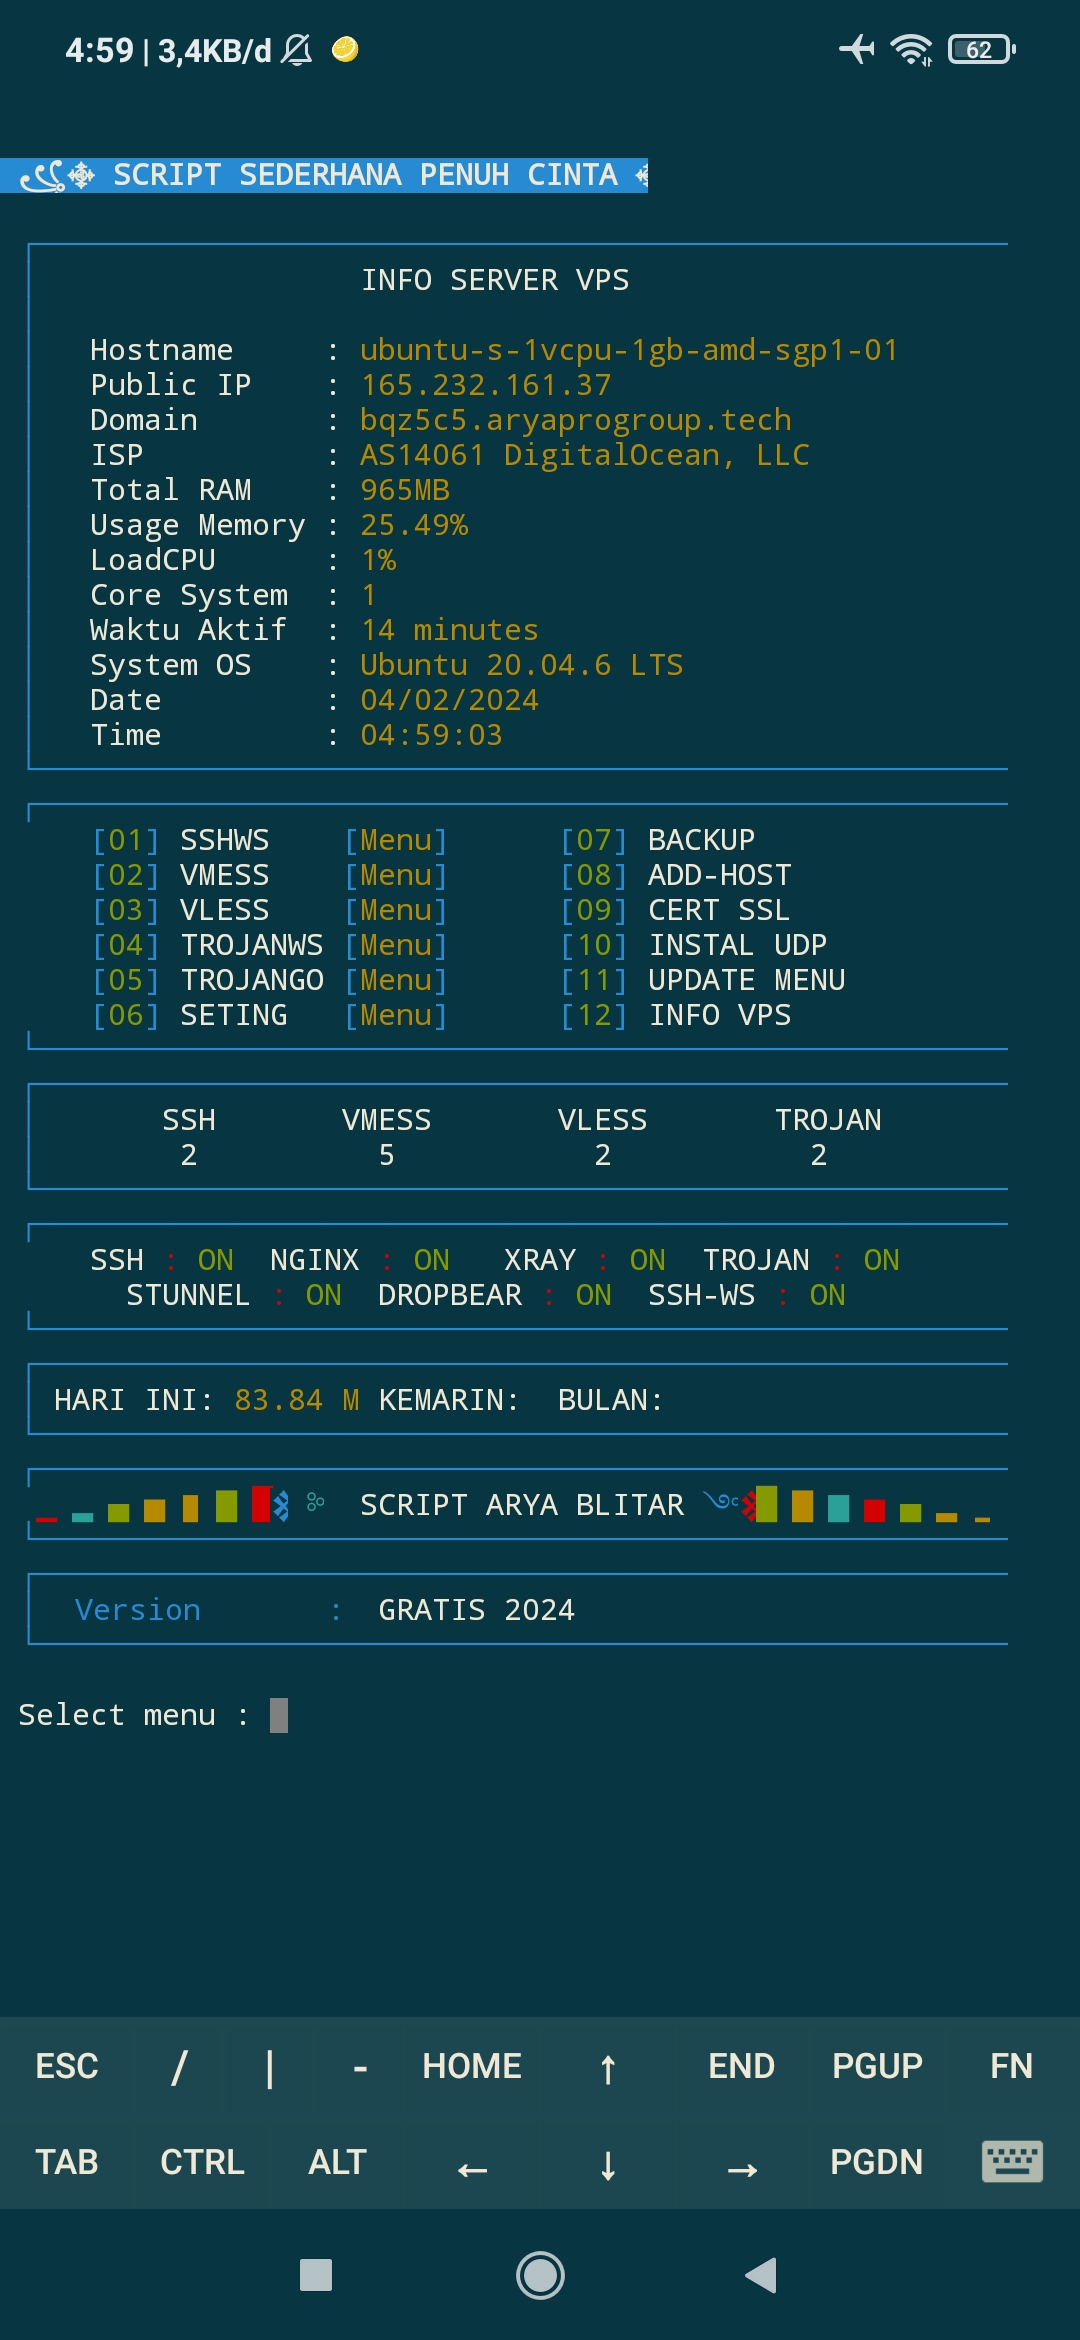 4:59 | 3,4KB/d
62
SCRIPT SEDERHANA PENUH CINTA
INFO SERVER VPS
Hostname : ubuntu-s-1vcpu-1gb-amd-sgp1-01
Public IP : 165.232.161.37
Domain : bqz5c5.aryaprogroup.tech
ISP : AS14061 DigitalOcean, LLC
Total RAM : 965MB
Usage Memory : 25.49%
LoadCPU : 1%
Core System : 1
Waktu Aktif : 14 minutes
System OS : Ubuntu 20.04.6 LTS
Date : 04/02/2024
Time : 04:59:03
[01] SSHWS [Menu] [07] BACKUP
[02] VMESS [Menu] [08] ADD-HOST
[03] VLESS [Menu] [09] CERT SSL
[04] TROJANWS [Menu] [10] INSTAL UDP
[05] TROJANGO [Menu] [11] UPDATE MENU
[06] SETING [Menu] [12] INFO VPS
SSH VMESS VLESS TROJAN
2 5 2 2
SSH : ON NGINX : ON XRAY : ON TROJAN : ON
STUNNEL : ON DROPBEAR : ON SSH-WS : ON
HARI INI: 83.84 M KEMARIN: BULAN:
SCRIPT ARYA BLITAR
Version : GRATIS 2024
Select menu :
ESC / | - HOME ↑ END PGUP FN
TAB CTRL ALT ← ↓ → PGDN